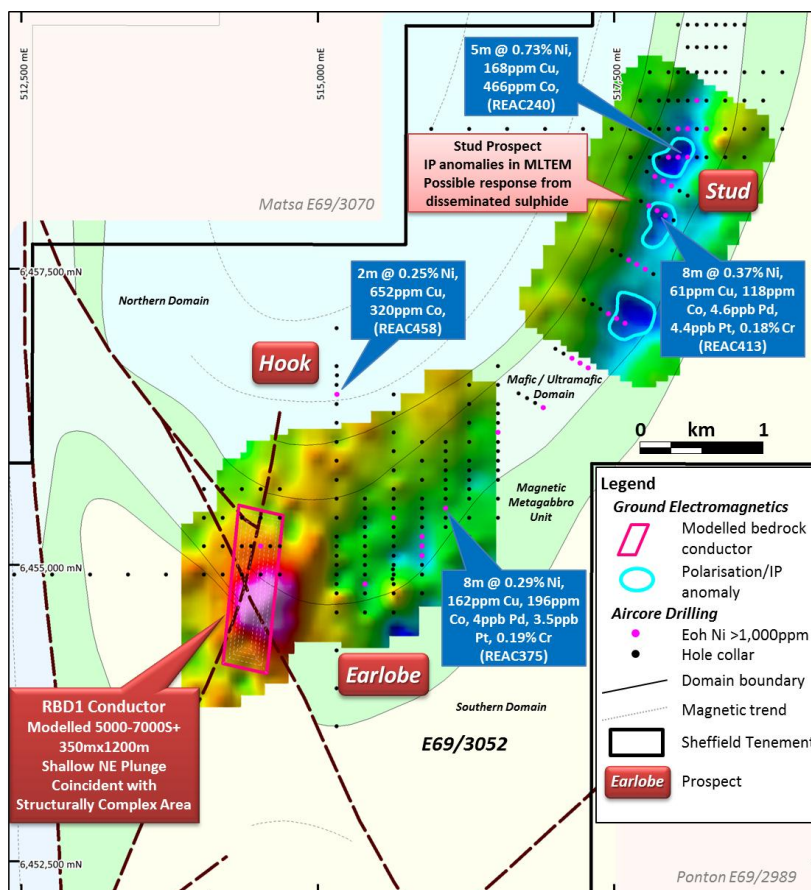 512,500 mE
515,000 mE
517,500 mE
5m @ 0.73% Ni,
168ppm Cu,
466ppm Co,
(REAC240)
Stud Prospect
IP anomalies in MLTEM
Possible response from
disseminated sulphide
Stud
Matsa E69/3070
6,457,500 mN
Northern Domain
2m @ 0.25% Ni,
652ppm Cu,
320ppm Co,
(REAC458)
8m @ 0.37% Ni,
61ppm Cu, 118ppm
Co, 4.6ppb Pd,
4.4ppb Pt, 0.18% Cr
(REAC413)
Hook
Mafic / Ultramafic
Domain
0 km 1
Magnetic
Metagabbro
Unit
6,455,000 mN
8m @ 0.29% Ni,
162ppm Cu, 196ppm
Co, 4ppb Pd, 3.5ppb
Pt, 0.19% Cr
(REAC375)
Earlobe
Southern Domain
E69/3052
RBD1 Conductor
Modelled 5000-7000S+
350mx1200m
Shallow NE Plunge
Coincident with
Structurally Complex Area
Legend
Ground Electromagnetics
Modelled bedrock
conductor
Polarisation/IP
anomaly
Aircore Drilling
Eoh Ni >1,000ppm
Hole collar
Domain boundary
Magnetic trend
Sheffield Tenement
Earlobe Prospect
6,452,500 mN
Ponton E69/2989